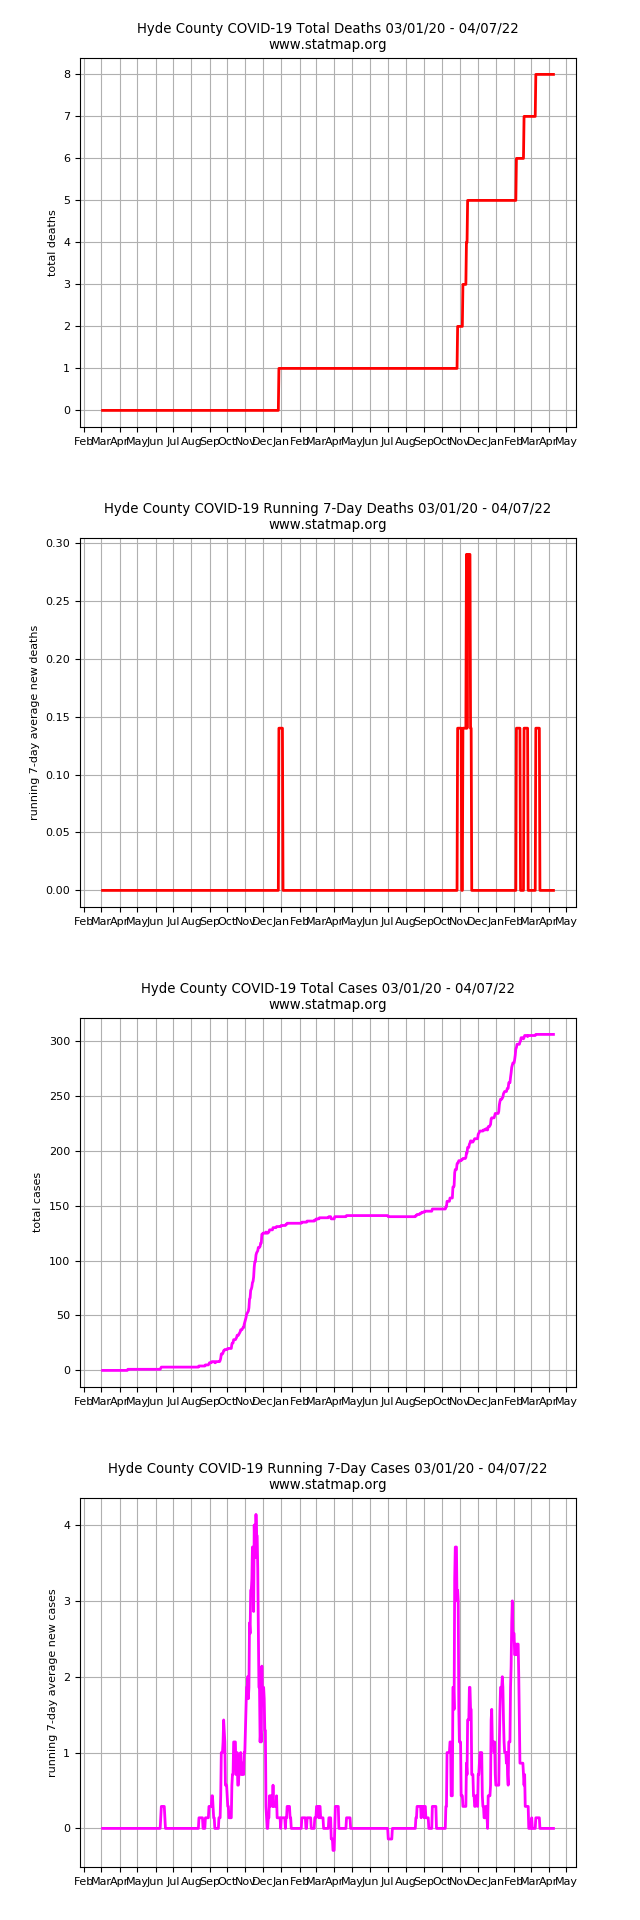 Hyde County COVID-19 Total Deaths 03/01/20 - 04/07/22
www.statmap.org
8
7
6
5
4
3
2
1
0
total deaths
Feb Mar Apr May Jun Jul Aug Sep Oct Nov Dec Jan Feb Mar Apr May Jun Jul Aug Sep Oct Nov Dec Jan Feb Mar Apr May
Hyde County COVID-19 Running 7-Day Deaths 03/01/20 - 04/07/22
www.statmap.org
0.30
0.25
0.20
0.15
0.10
0.05
0.00
running 7-day average new deaths
Feb Mar Apr May Jun Jul Aug Sep Oct Nov Dec Jan Feb Mar Apr May Jun Jul Aug Sep Oct Nov Dec Jan Feb Mar Apr May
Hyde County COVID-19 Total Cases 03/01/20 - 04/07/22
www.statmap.org
300
250
200
150
100
50
0
total cases
Feb Mar Apr May Jun Jul Aug Sep Oct Nov Dec Jan Feb Mar Apr May Jun Jul Aug Sep Oct Nov Dec Jan Feb Mar Apr May
Hyde County COVID-19 Running 7-Day Cases 03/01/20 - 04/07/22
www.statmap.org
4
3
2
1
0
running 7-day average new cases
Feb Mar Apr May Jun Jul Aug Sep Oct Nov Dec Jan Feb Mar Apr May Jun Jul Aug Sep Oct Nov Dec Jan Feb Mar Apr May